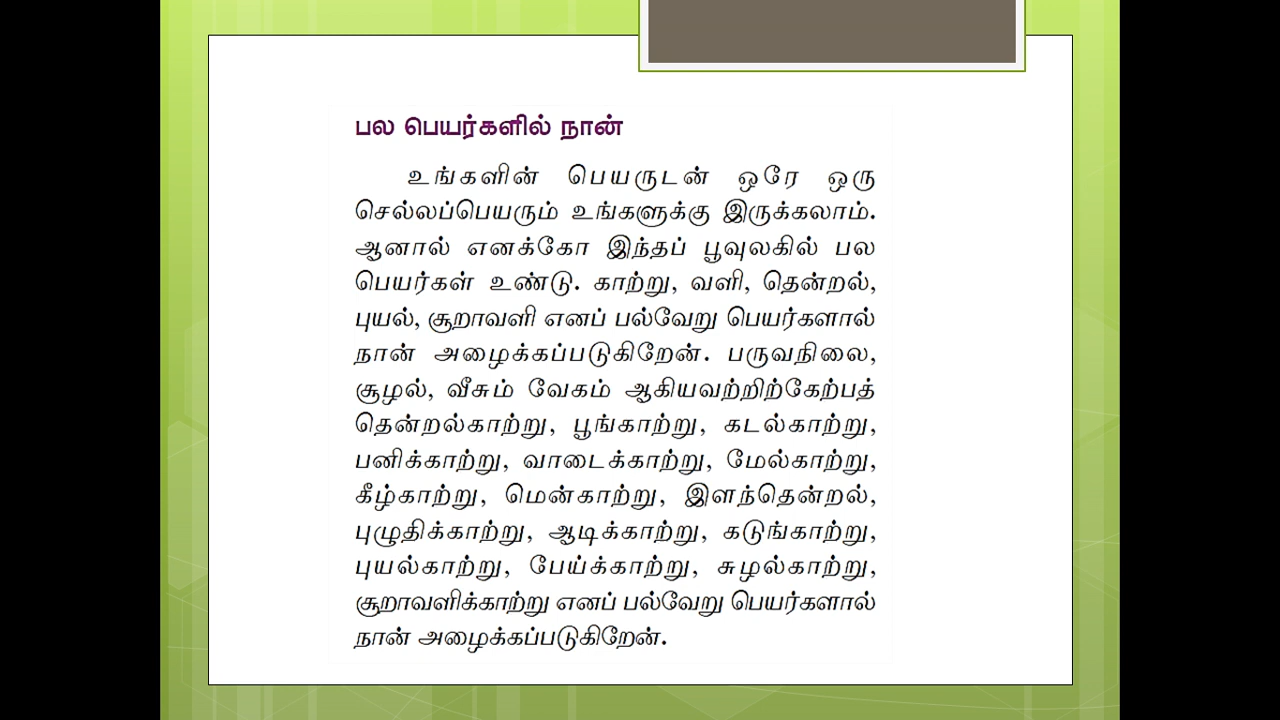 பல பெயர்களில் நான்
உங்களின் பெயருடன் ஒரே ஒரு
செல்லப்பெயரும் உங்களுக்கு இருக்கலாம்.
ஆனால் எனக்கோ இந்தப் பூவுலகில் பல
பெயர்கள் உண்டு. காற்று, வளி, தென்றல்,
புயல், சூறாவளி எனப் பல்வேறு பெயர்களால்
நான் அழைக்கப்படுகிறேன். பருவநிலை,
சூழல், வீசும் வேகம் ஆகியவற்றிற்கேற்பத்
தென்றல்காற்று, பூங்காற்று, கடல்காற்று,
பனிக்காற்று, வாடைக்காற்று, மேல்காற்று,
கீழ்காற்று, மென்காற்று, இளந்தென்றல்,
புழுதிக்காற்று, ஆடிக்காற்று, கடுங்காற்று,
புயல்காற்று, பேய்க்காற்று, சுழல்காற்று,
சூறாவளிக்காற்று எனப் பல்வேறு பெயர்களால்
நான் அழைக்கப்படுகிறேன்.